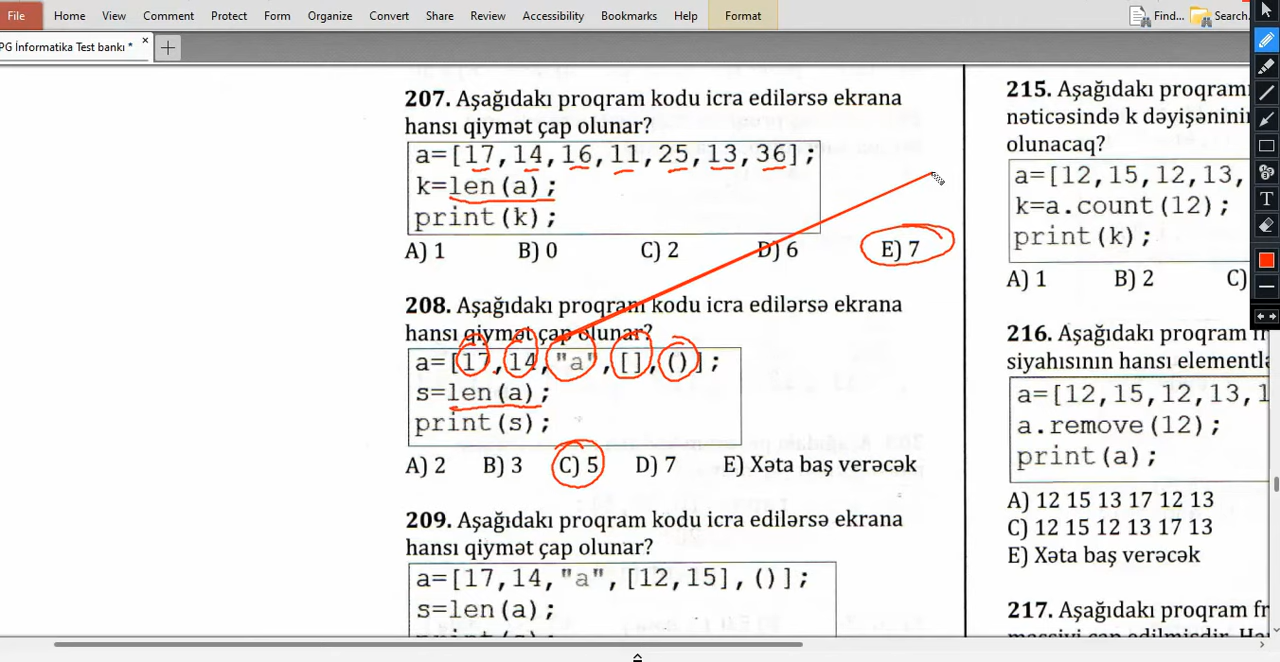 File Home View Comment Protect Form Organize Convert Share Review Accessibility Bookmarks Help Format Find... Search
PG İnformatika Test bankı *
207. Aşağıdakı proqram kodu icra edilərsə ekrana
hansı qiymət çap olunar?
a=[17,14,16,11,25,13,36];
k=len(a);
print(k);
A) 1 B) 0 C) 2 D) 6 E) 7
208. Aşağıdakı proqram kodu icra edilərsə ekrana
hansı qiymət çap olunar?
a=[17,14,"a",[],()];
s=len(a);
print(s);
A) 2 B) 3 C) 5 D) 7 E) Xəta baş verəcək
209. Aşağıdakı proqram kodu icra edilərsə ekrana
hansı qiymət çap olunar?
a=[17,14,"a",[12,15],()];
s=len(a);
215. Aşağıdakı
nəticəsində k dəyişəninin
olunacaq?
a=[12,15,12,13,
k=a.count(12);
print(k);
A) 1 B) 2 C)
216. Aşağıdakı proqram
siyahısının hansı
a=[12,15,12,13,1
a.remove(12);
print(a);
A) 12 15 13 17 12 13
C) 12 15 12 13 17 13
E) Xəta baş verəcək
217. Aşağıdakı proqram